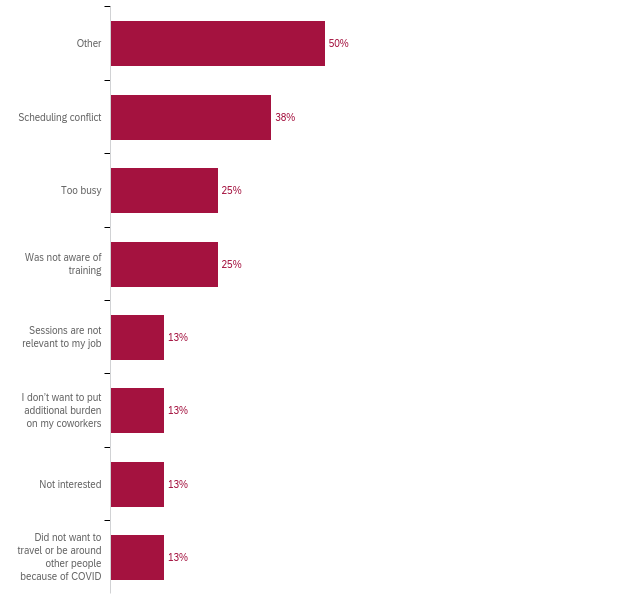 Other
50%
Scheduling conflict
38%
Too busy
25%
Was not aware of
training
25%
Sessions are not
relevant to my job
13%
I don't want to put
additional burden
on my coworkers
13%
Not interested
13%
Did not want to
travel or be around
other people
because of COVID
13%